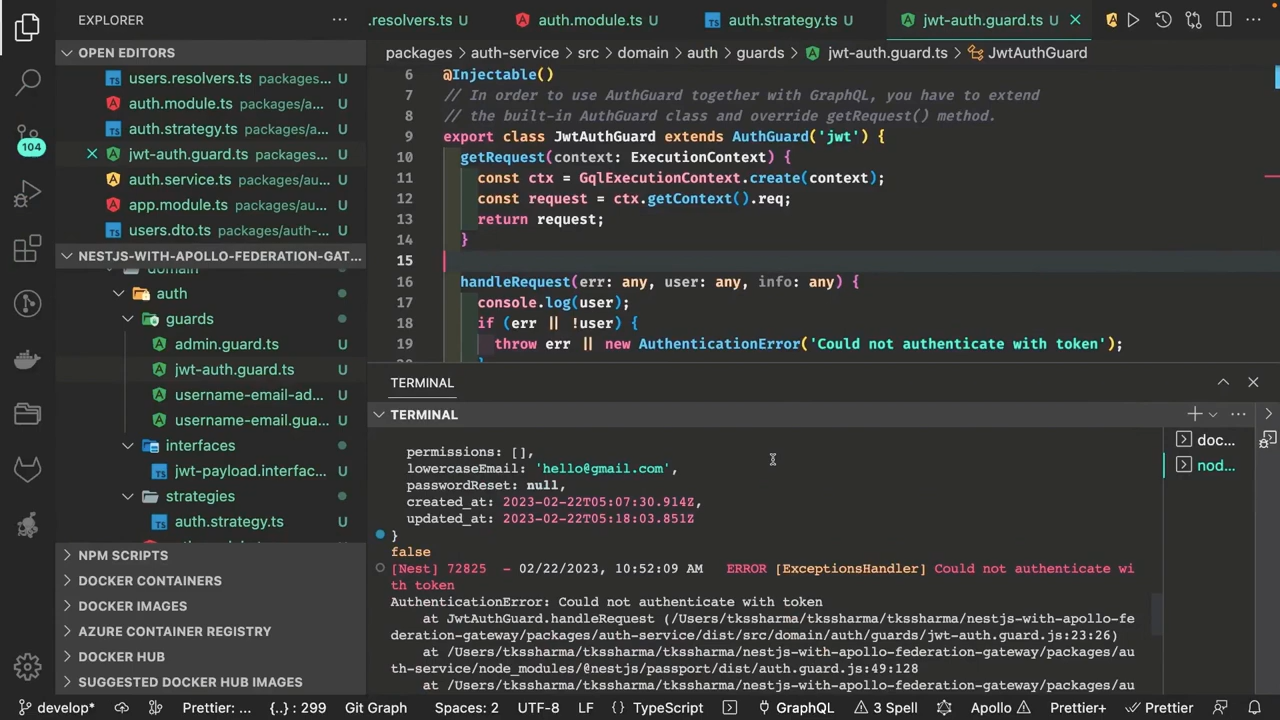 EXPLORER
OPEN EDITORS
users.resolvers.ts packages... U
auth.module.ts packages/a... U
auth.strategy.ts packages/... U
jwt-auth.guard.ts packages... U
auth.service.ts packages/au... U
app.module.ts packages/au... U
users.dto.ts packages/auth-... U
104
NESTJS-WITH-APOLLO-FEDERATION-GAT...
domain
auth
guards
admin.guard.ts U
jwt-auth.guard.ts U
username-email-ad... U
username-email.gua... U
interfaces
jwt-payload.interfac... U
strategies
auth.strategy.ts U
NPM SCRIPTS
DOCKER CONTAINERS
DOCKER IMAGES
AZURE CONTAINER REGISTRY
DOCKER HUB
SUGGESTED DOCKER HUB IMAGES
.resolvers.ts U auth.module.ts U auth.strategy.ts U jwt-auth.guard.ts U
packages > auth-service > src > domain > auth > guards > jwt-auth.guard.ts > JwtAuthGuard
6 @Injectable()
7 // In order to use AuthGuard together with GraphQL, you have to extend
8 // the built-in AuthGuard class and override getRequest() method.
9 export class JwtAuthGuard extends AuthGuard('jwt') {
10 getRequest(context: ExecutionContext) {
11 const ctx = GqlExecutionContext.create(context);
12 const request = ctx.getContext().req;
13 return request;
14 }
15
16 handleRequest(err: any, user: any, info: any) {
17 console.log(user);
18 if (err || !user) {
19 throw err || new AuthenticationError('Could not authenticate with token');
TERMINAL
TERMINAL
permissions: [],
lowercaseEmail: 'hello@gmail.com',
passwordReset: null,
created_at: 2023-02-22T05:07:30.914Z,
updated_at: 2023-02-22T05:18:03.851Z
}
false
[Nest] 72825 - 02/22/2023, 10:52:09 AM ERROR [ExceptionsHandler] Could not authenticate wi
th token
AuthenticationError: Could not authenticate with token
at JwtAuthGuard.handleRequest (/Users/tkssharma/tkssharma/nestjs-with-apollo-fe
deration-gateway/packages/auth-service/dist/src/domain/auth/guards/jwt-auth.guard.js:23:26)
at /Users/tkssharma/tkssharma/nestjs-with-apollo-federation-gateway/packages/au
th-service/node_modules/@nestjs/passport/dist/auth.guard.js:49:128
at /Users/tkssharma/tkssharma/nestjs-with-apollo-federation-gateway/packages/au
doc...
nod...
develop* Prettier: ... {..} : 299 Git Graph Spaces: 2 UTF-8 LF {} TypeScript GraphQL 3 Spell Apollo Prettier+ Prettier